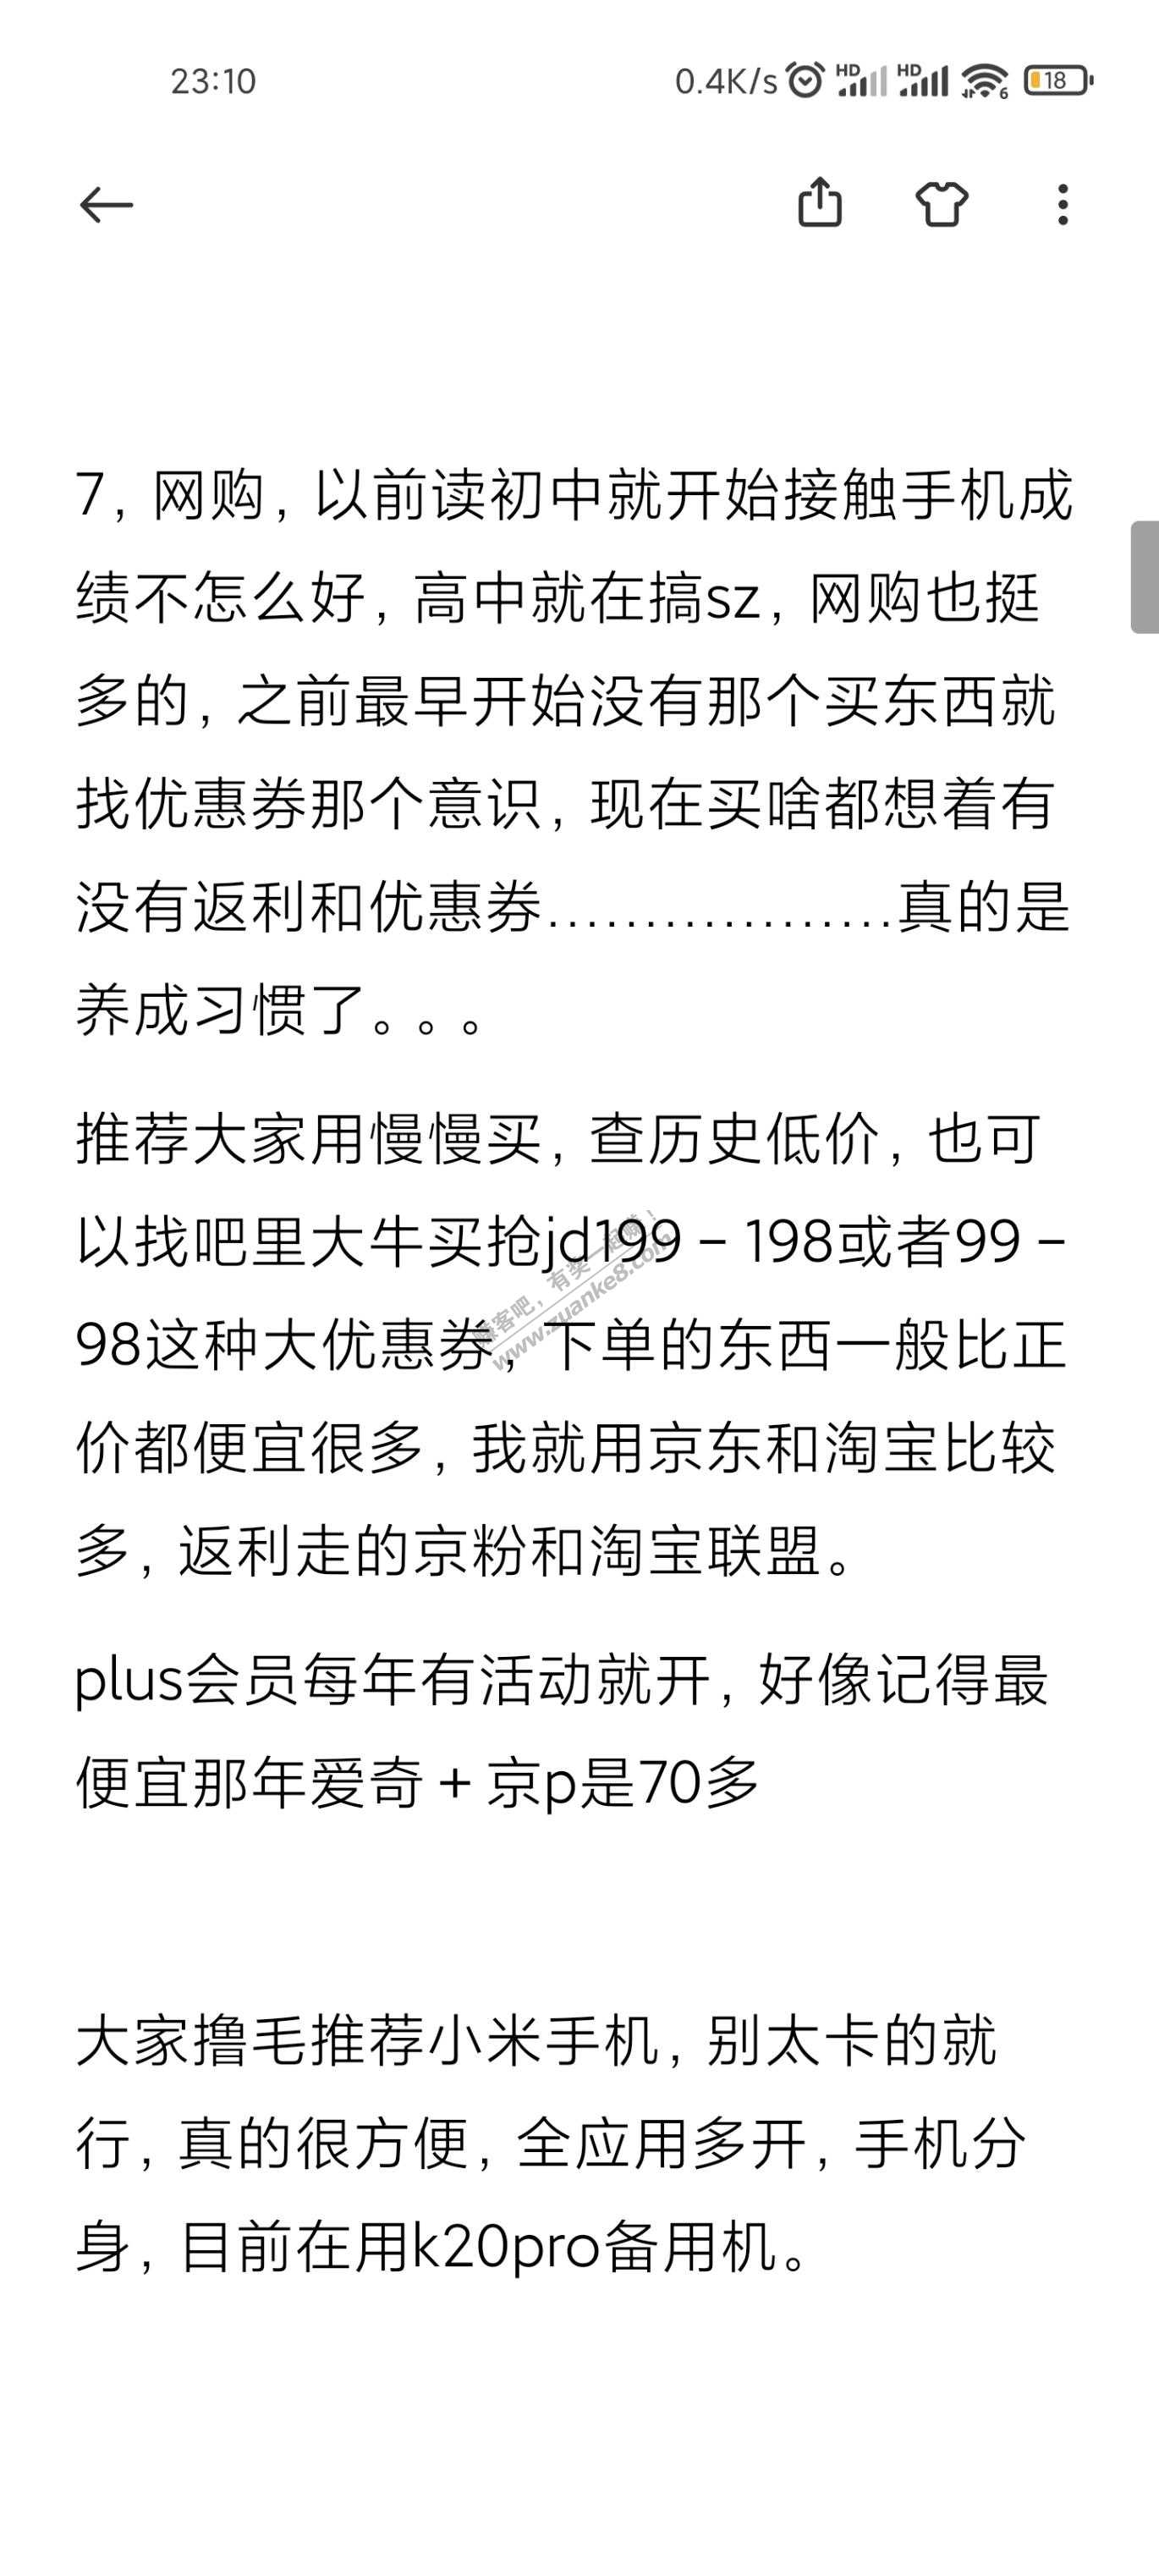 23:10
0.4K/s HD HD 6 18
7, 网购, 以前读初中就开始接触手机成
绩不怎么好, 高中就在搞sz, 网购也挺
多的, 之前最早开始没有那个买东西就
找优惠券那个意识, 现在买啥都想着有
没有返利和优惠券..................真的是
养成习惯了。。。
推荐大家用慢慢买, 查历史低价, 也可
以找吧里大牛买抢jd199 - 198或者99 -
98这种大优惠券, 下单的东西一般比正
价都便宜很多, 我就用京东和淘宝比较
多, 返利走的京粉和淘宝联盟。
plus会员每年有活动就开, 好像记得最
便宜那年爱奇 + 京p是70多
大家撸毛推荐小米手机, 别太卡的就
行, 真的很方便, 全应用多开, 手机分
身, 目前在用k20pro备用机。
赚客吧, 有奖一起赚!
www.zuanke8.com